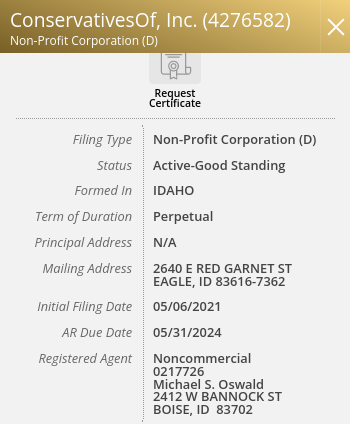 ConservativesOf, Inc. (4276582)
Non-Profit Corporation (D)
Request
Certificate
Filing Type Non-Profit Corporation (D)
Status Active-Good Standing
Formed In IDAHO
Term of Duration Perpetual
Principal Address N/A
Mailing Address 2640 E RED GARNET ST
EAGLE, ID 83616-7362
Initial Filing Date 05/06/2021
AR Due Date 05/31/2024
Registered Agent Noncommercial
0217726
Michael S. Oswald
2412 W BANNOCK ST
BOISE, ID 83702